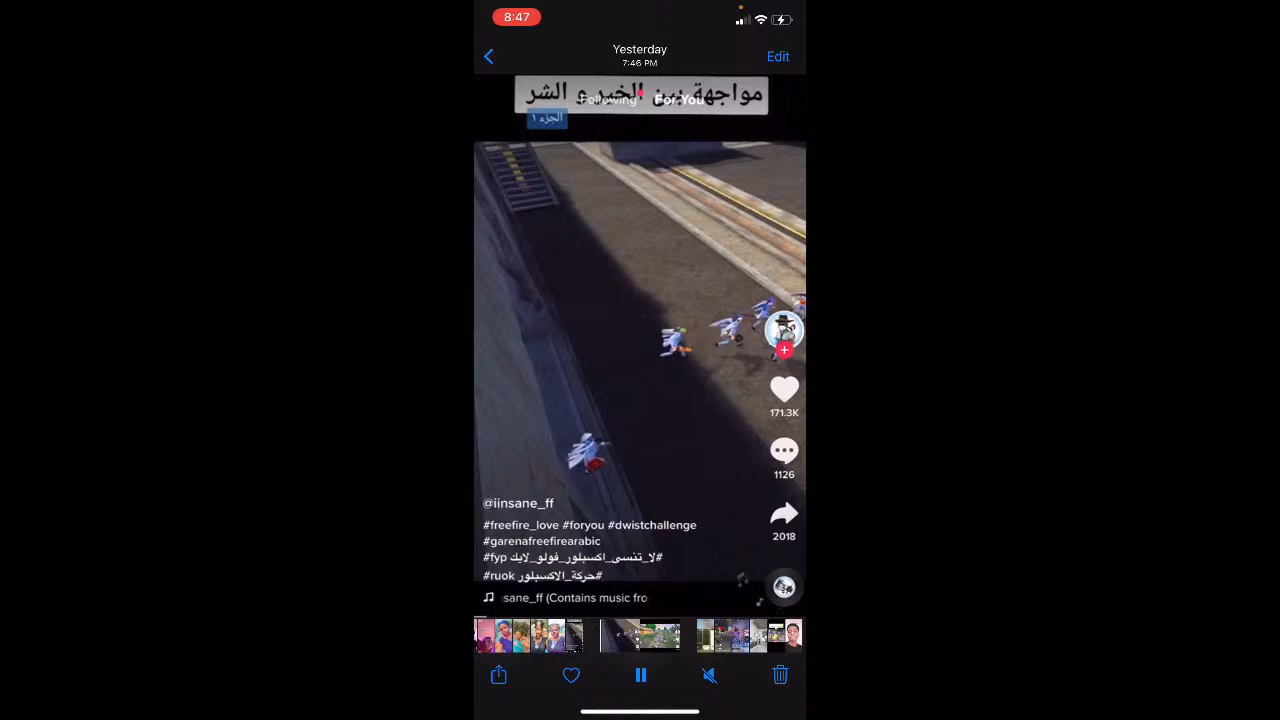 8:47
Yesterday
7:46 PM
Edit
مواجهة بين الخير و الشر
Following
For You
الجزء ١
171.3K
1126
2018
@iinsane_ff
#freefire_love #foryou #dwistchallenge
#garenafreefirearabic
#fyp لا_تنسى_اكسبلور_فولو_لايك#
#ruok حركة_الاكسبلور#
sane_ff (Contains music fro